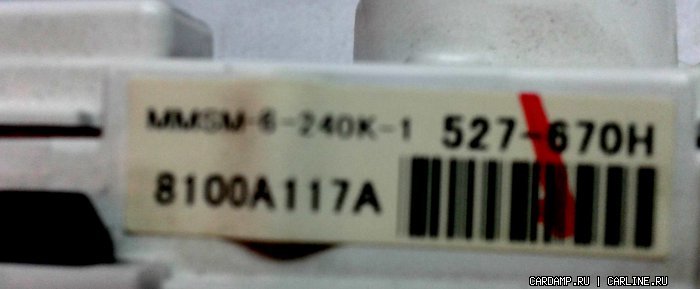 MMSM-6-240K-1 527-670H
8100A117A
CARDAMP.RU | CARLINE.RU